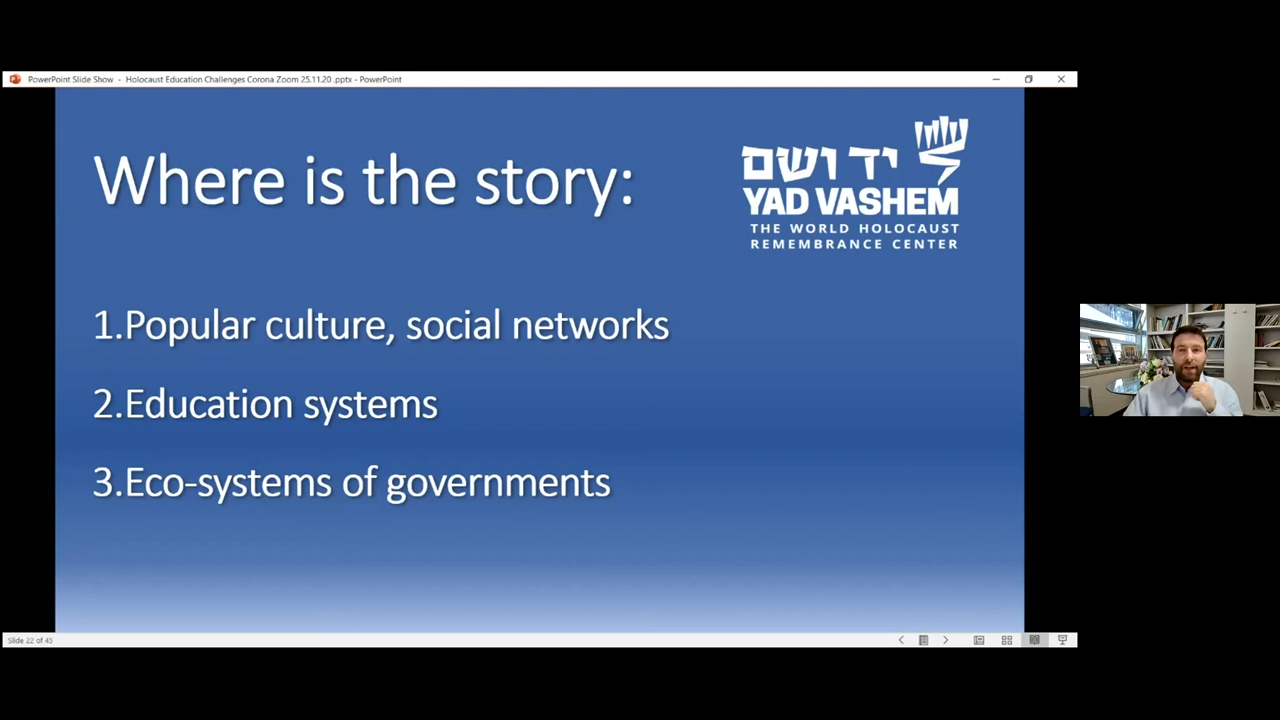 PowerPoint Slide Show - Holocaust Education Challenges Corona Zoom 25.11.20 .pptx - PowerPoint
Where is the story:
יד ושם
YAD VASHEM
THE WORLD HOLOCAUST
REMEMBRANCE CENTER
1.Popular culture, social networks
2.Education systems
3.Eco-systems of governments
Slide 22 of 45